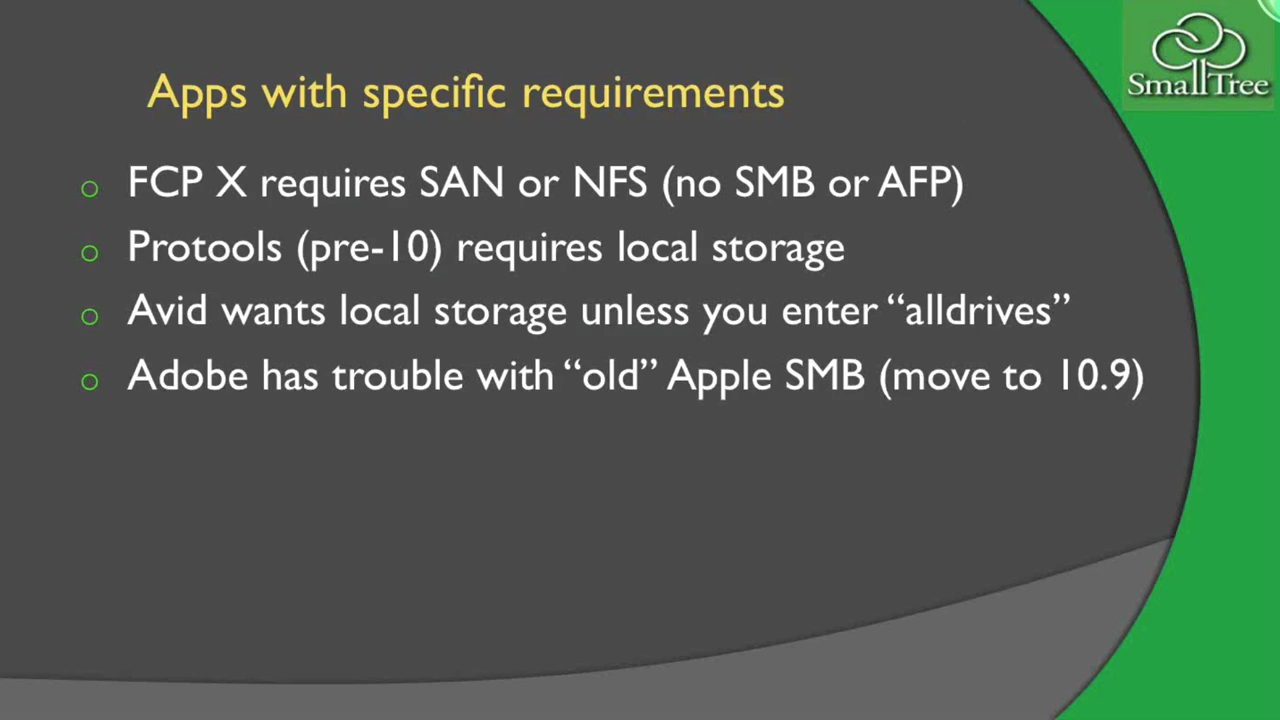 Apps with specific requirements
SmallTree
FCP X requires SAN or NFS (no SMB or AFP)
Protools (pre-10) requires local storage
Avid wants local storage unless you enter “alldrives”
Adobe has trouble with “old” Apple SMB (move to 10.9)